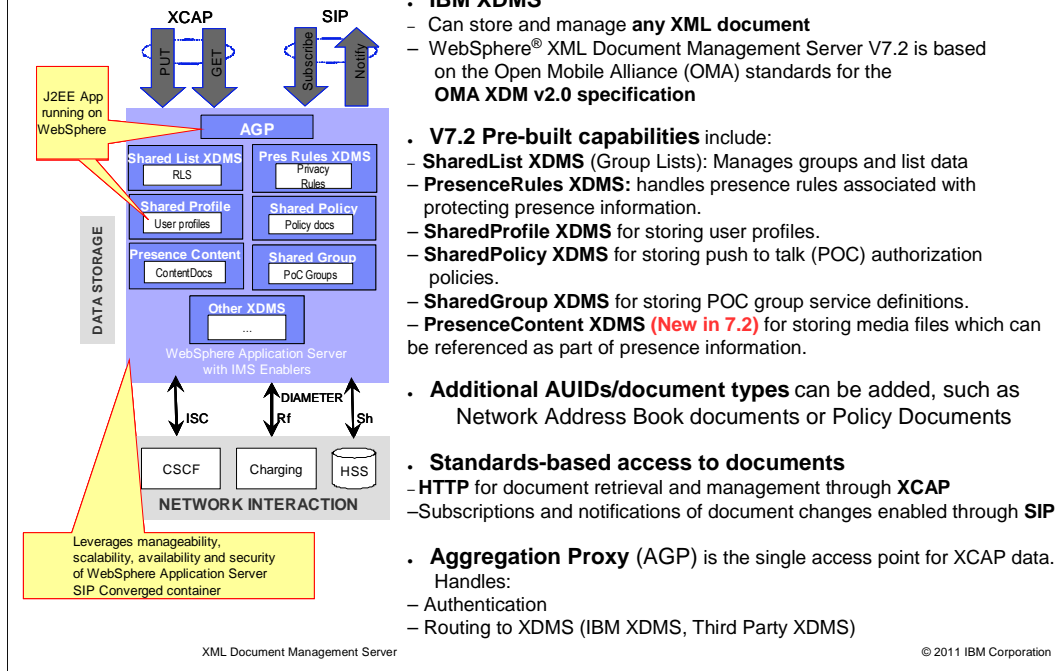 XCAP
SIP
PUT
GET
Subscribe
Notify
J2EE App
running on
WebSphere
AGP
Shared List XDMS
RLS
Pres Rules XDMS
Privacy
Rules
Shared Profile
User profiles
Shared Policy
Policy docs
Presence Content
ContentDocs
Shared Group
PoC Groups
Other XDMS
...
WebSphere Application Server
with IMS Enablers
DATA STORAGE
DIAMETER
ISC
Rf
Sh
CSCF
Charging
HSS
NETWORK INTERACTION
Leverages manageability,
scalability, availability and security
of WebSphere Application Server
SIP Converged container
• IBM XDMS
– Can store and manage any XML document
– WebSphere® XML Document Management Server V7.2 is based
on the Open Mobile Alliance (OMA) standards for the
OMA XDM v2.0 specification
• V7.2 Pre-built capabilities include:
– SharedList XDMS (Group Lists): Manages groups and list data
– PresenceRules XDMS: handles presence rules associated with
protecting presence information.
– SharedProfile XDMS for storing user profiles.
– SharedPolicy XDMS for storing push to talk (POC) authorization
policies.
– SharedGroup XDMS for storing POC group service definitions.
– PresenceContent XDMS (New in 7.2) for storing media files which can
be referenced as part of presence information.
• Additional AUIDs/document types can be added, such as
Network Address Book documents or Policy Documents
• Standards-based access to documents
– HTTP for document retrieval and management through XCAP
–Subscriptions and notifications of document changes enabled through SIP
• Aggregation Proxy (AGP) is the single access point for XCAP data.
Handles:
– Authentication
– Routing to XDMS (IBM XDMS, Third Party XDMS)
XML Document Management Server
© 2011 IBM Corporation